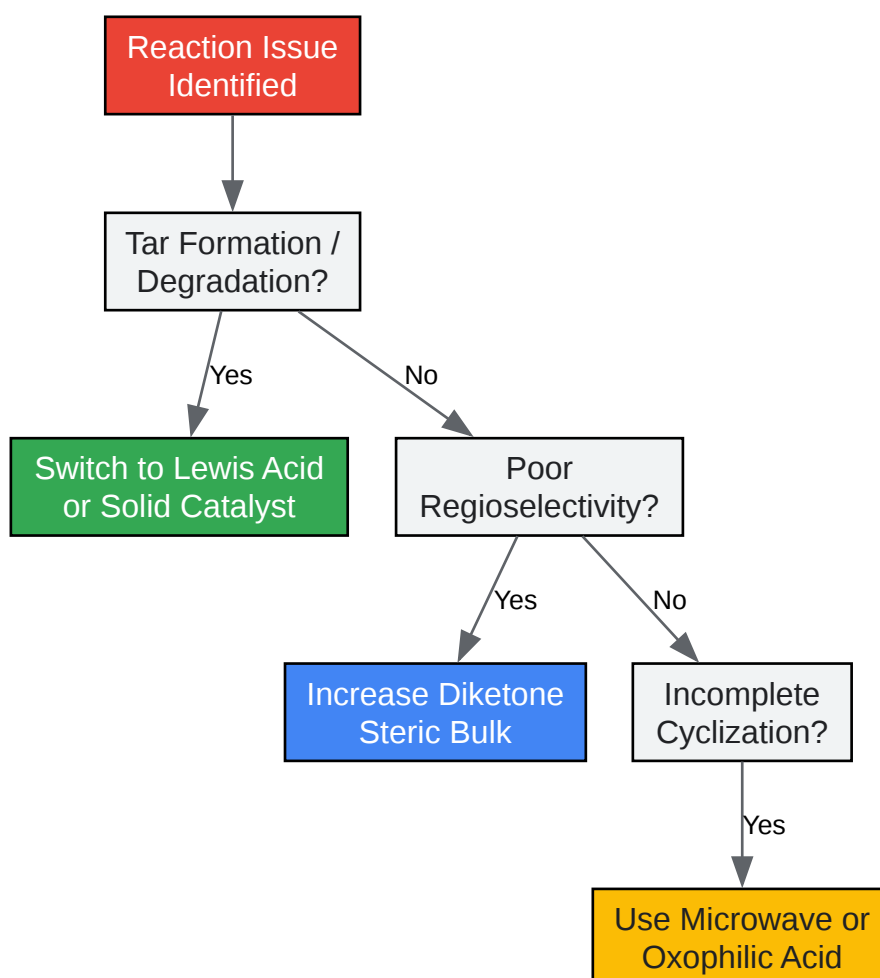 Reaction Issue
Identified
Tar Formation /
Degradation?
Yes
No
Switch to Lewis Acid
or Solid Catalyst
Poor
Regioselectivity?
Yes
No
Increase Diketone
Steric Bulk
Incomplete
Cyclization?
Yes
Use Microwave or
Oxophilic Acid